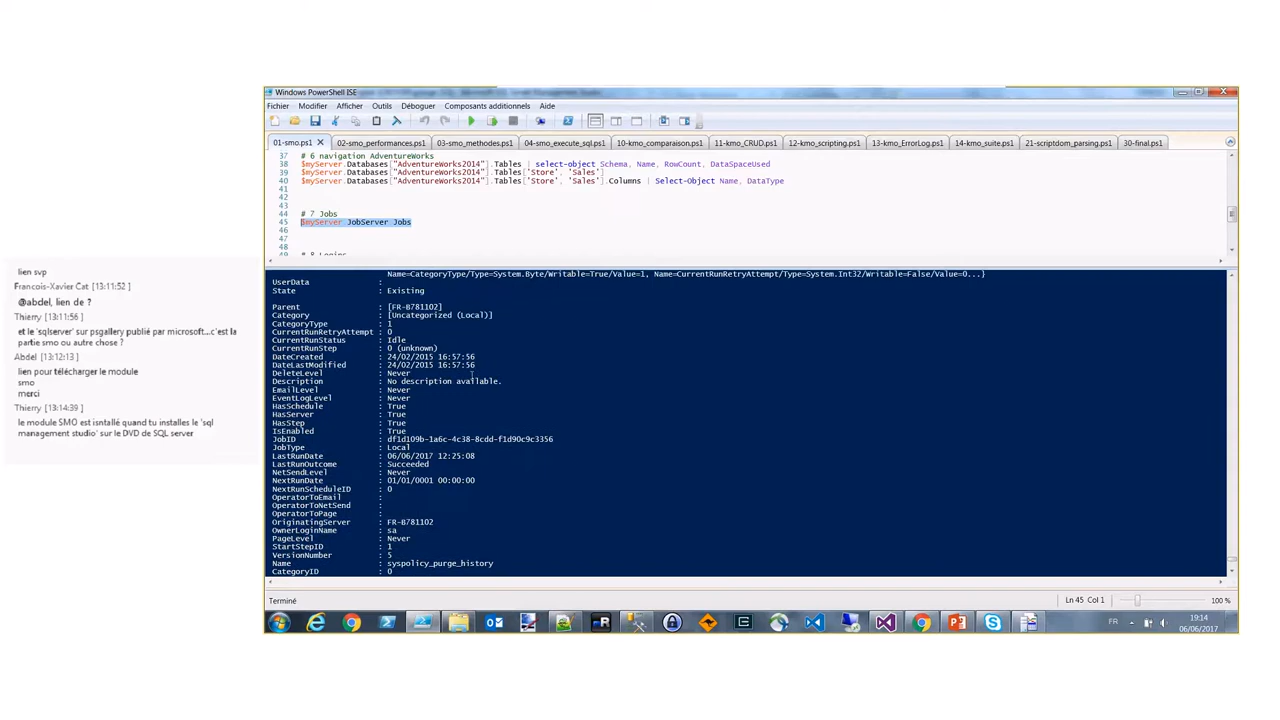 Windows PowerShell ISE
Fichier Modifier Afficher Outils Déboguer Composants additionnels Aide
01-smo.ps1 02-smo_performances.ps1 03-smo_methodes.ps1 04-smo_execute_sql.ps1 10-kmo_comparaison.ps1 11-kmo_CRUD.ps1 12-kmo_scripting.ps1 13-kmo_ErrorLog.ps1 14-kmo_suite.ps1 21-scriptdom_parsing.ps1 30-final.ps1
37 # 6 navigation AdventureWorks
38 $myServer.Databases["AdventureWorks2014"].Tables | select-object Schema, Name, RowCount, DataSpaceUsed
39 $myServer.Databases["AdventureWorks2014"].Tables['Store', 'Sales']
40 $myServer.Databases["AdventureWorks2014"].Tables['Store', 'Sales'].Columns | Select-Object Name, DataType
41
42
43
44 # 7 Jobs
45 $myServer JobServer Jobs
46
47
48
49 # 8 Logins
lien svp
Francois-Xavier Cat [13:11:52]
@abdel, lien de ?
Thierry [13:11:56]
et le 'sqlserver' sur psgallery publié par microsoft...c'est la
partie smo ou autre chose ?
Abdel [13:12:13]
lien pour télécharger le module
smo
merci
Thierry [13:14:39]
le module SMO est isntallé quand tu installes le 'sql
management studio' sur le DVD de SQL server
Name=CategoryType/Type=System.Byte/Writable=True/Value=1, Name=CurrentRunRetryAttempt/Type=System.Int32/Writable=False/Value=0...}
UserData :
State : Existing
Parent : [FR-B781102]
Category : [Uncategorized (Local)]
CategoryType : 1
CurrentRunRetryAttempt : 0
CurrentRunStatus : Idle
CurrentRunStep : 0 (unknown)
DateCreated : 24/02/2015 16:57:56
DateLastModified : 24/02/2015 16:57:56
DeleteLevel : Never
Description : No description available.
EmailLevel : Never
EventLogLevel : Never
HasSchedule : True
HasServer : True
HasStep : True
IsEnabled : True
JobID : df1d109b-1a6c-4c38-8cdd-f1d90c9c3356
JobType : Local
LastRunDate : 06/06/2017 12:25:08
LastRunOutcome : Succeeded
NetSendLevel : Never
NextRunDate : 01/01/0001 00:00:00
NextRunScheduleID : 0
OperatorToEmail :
OperatorToNetSend :
OperatorToPage :
OriginatingServer : FR-B781102
OwnerLoginName : sa
PageLevel : Never
StartStepID : 1
VersionNumber : 5
Name : syspolicy_purge_history
CategoryID : 0
Terminé Ln 45 Col 1 100 %
FR 19:14
06/06/2017